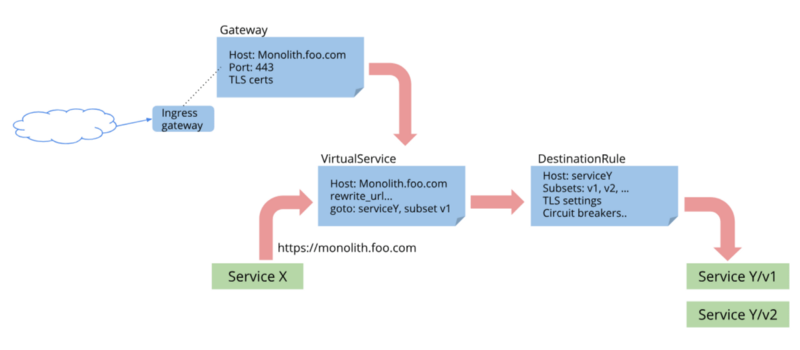 Gateway
Host: Monolith.foo.com
Port: 443
TLS certs
Ingress
gateway
VirtualService
Host: Monolith.foo.com
rewrite_url...
goto: serviceY, subset v1
DestinationRule
Host: serviceY
Subsets: v1, v2, ...
TLS settings
Circuit breakers..
https://monolith.foo.com
Service X
Service Y/v1
Service Y/v2